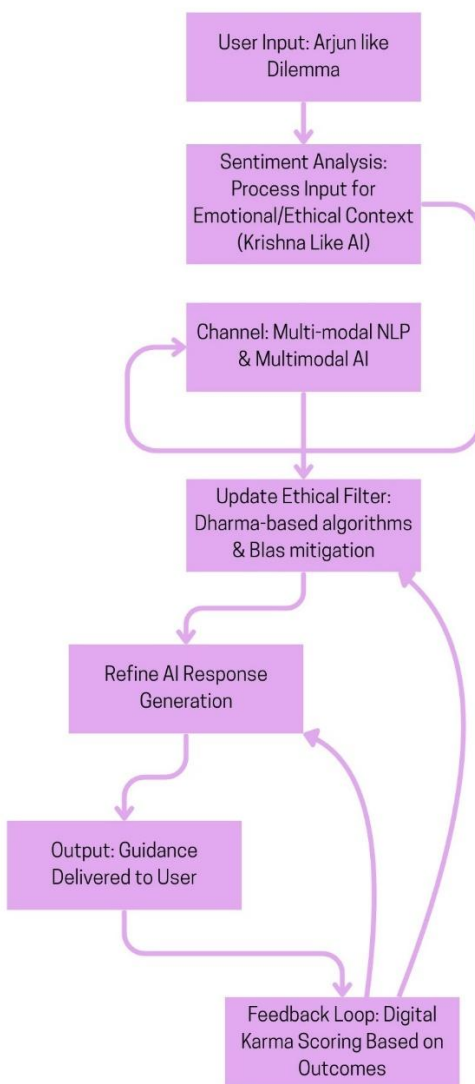 User Input: Arjun like
Dilemma
Sentiment Analysis:
Process Input for
Emotional/Ethical Context
(Krishna Like AI)
Channel: Multi-modal NLP
& Multimodal AI
Update Ethical Filter:
Dharma-based algorithms
& Blas mitigation
Refine AI Response
Generation
Output: Guidance
Delivered to User
Feedback Loop: Digital
Karma Scoring Based on
Outcomes